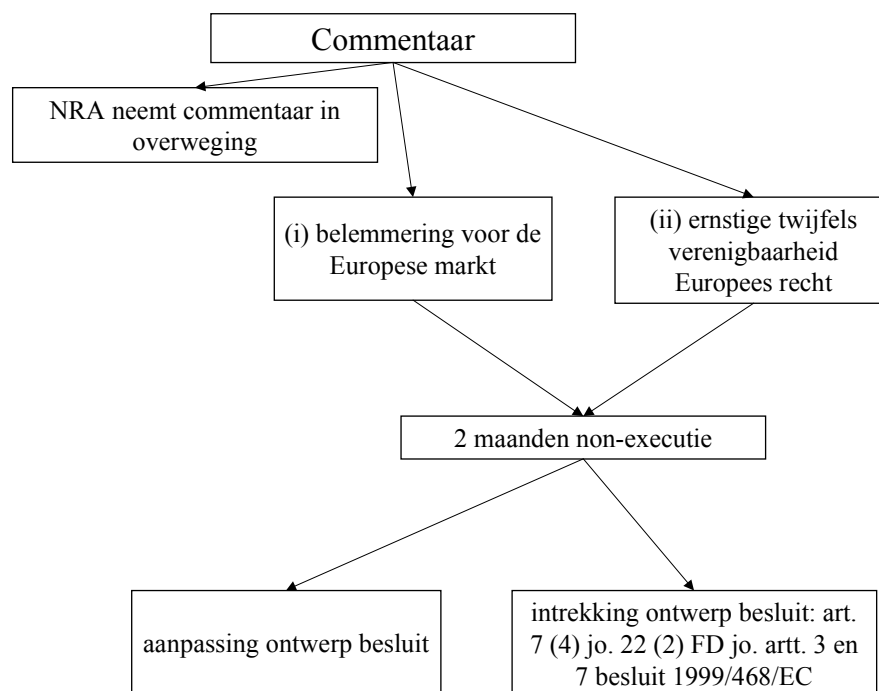 Commentaar
NRA neemt commentaar in
overweging
(i) belemmering voor de
Europese markt
(ii) ernstige twijfels
verenigbaarheid
Europees recht
2 maanden non-executie
aanpassing ontwerp besluit
intrekking ontwerp besluit: art.
7 (4) jo. 22 (2) FD jo. artt. 3 en
7 besluit 1999/468/EC